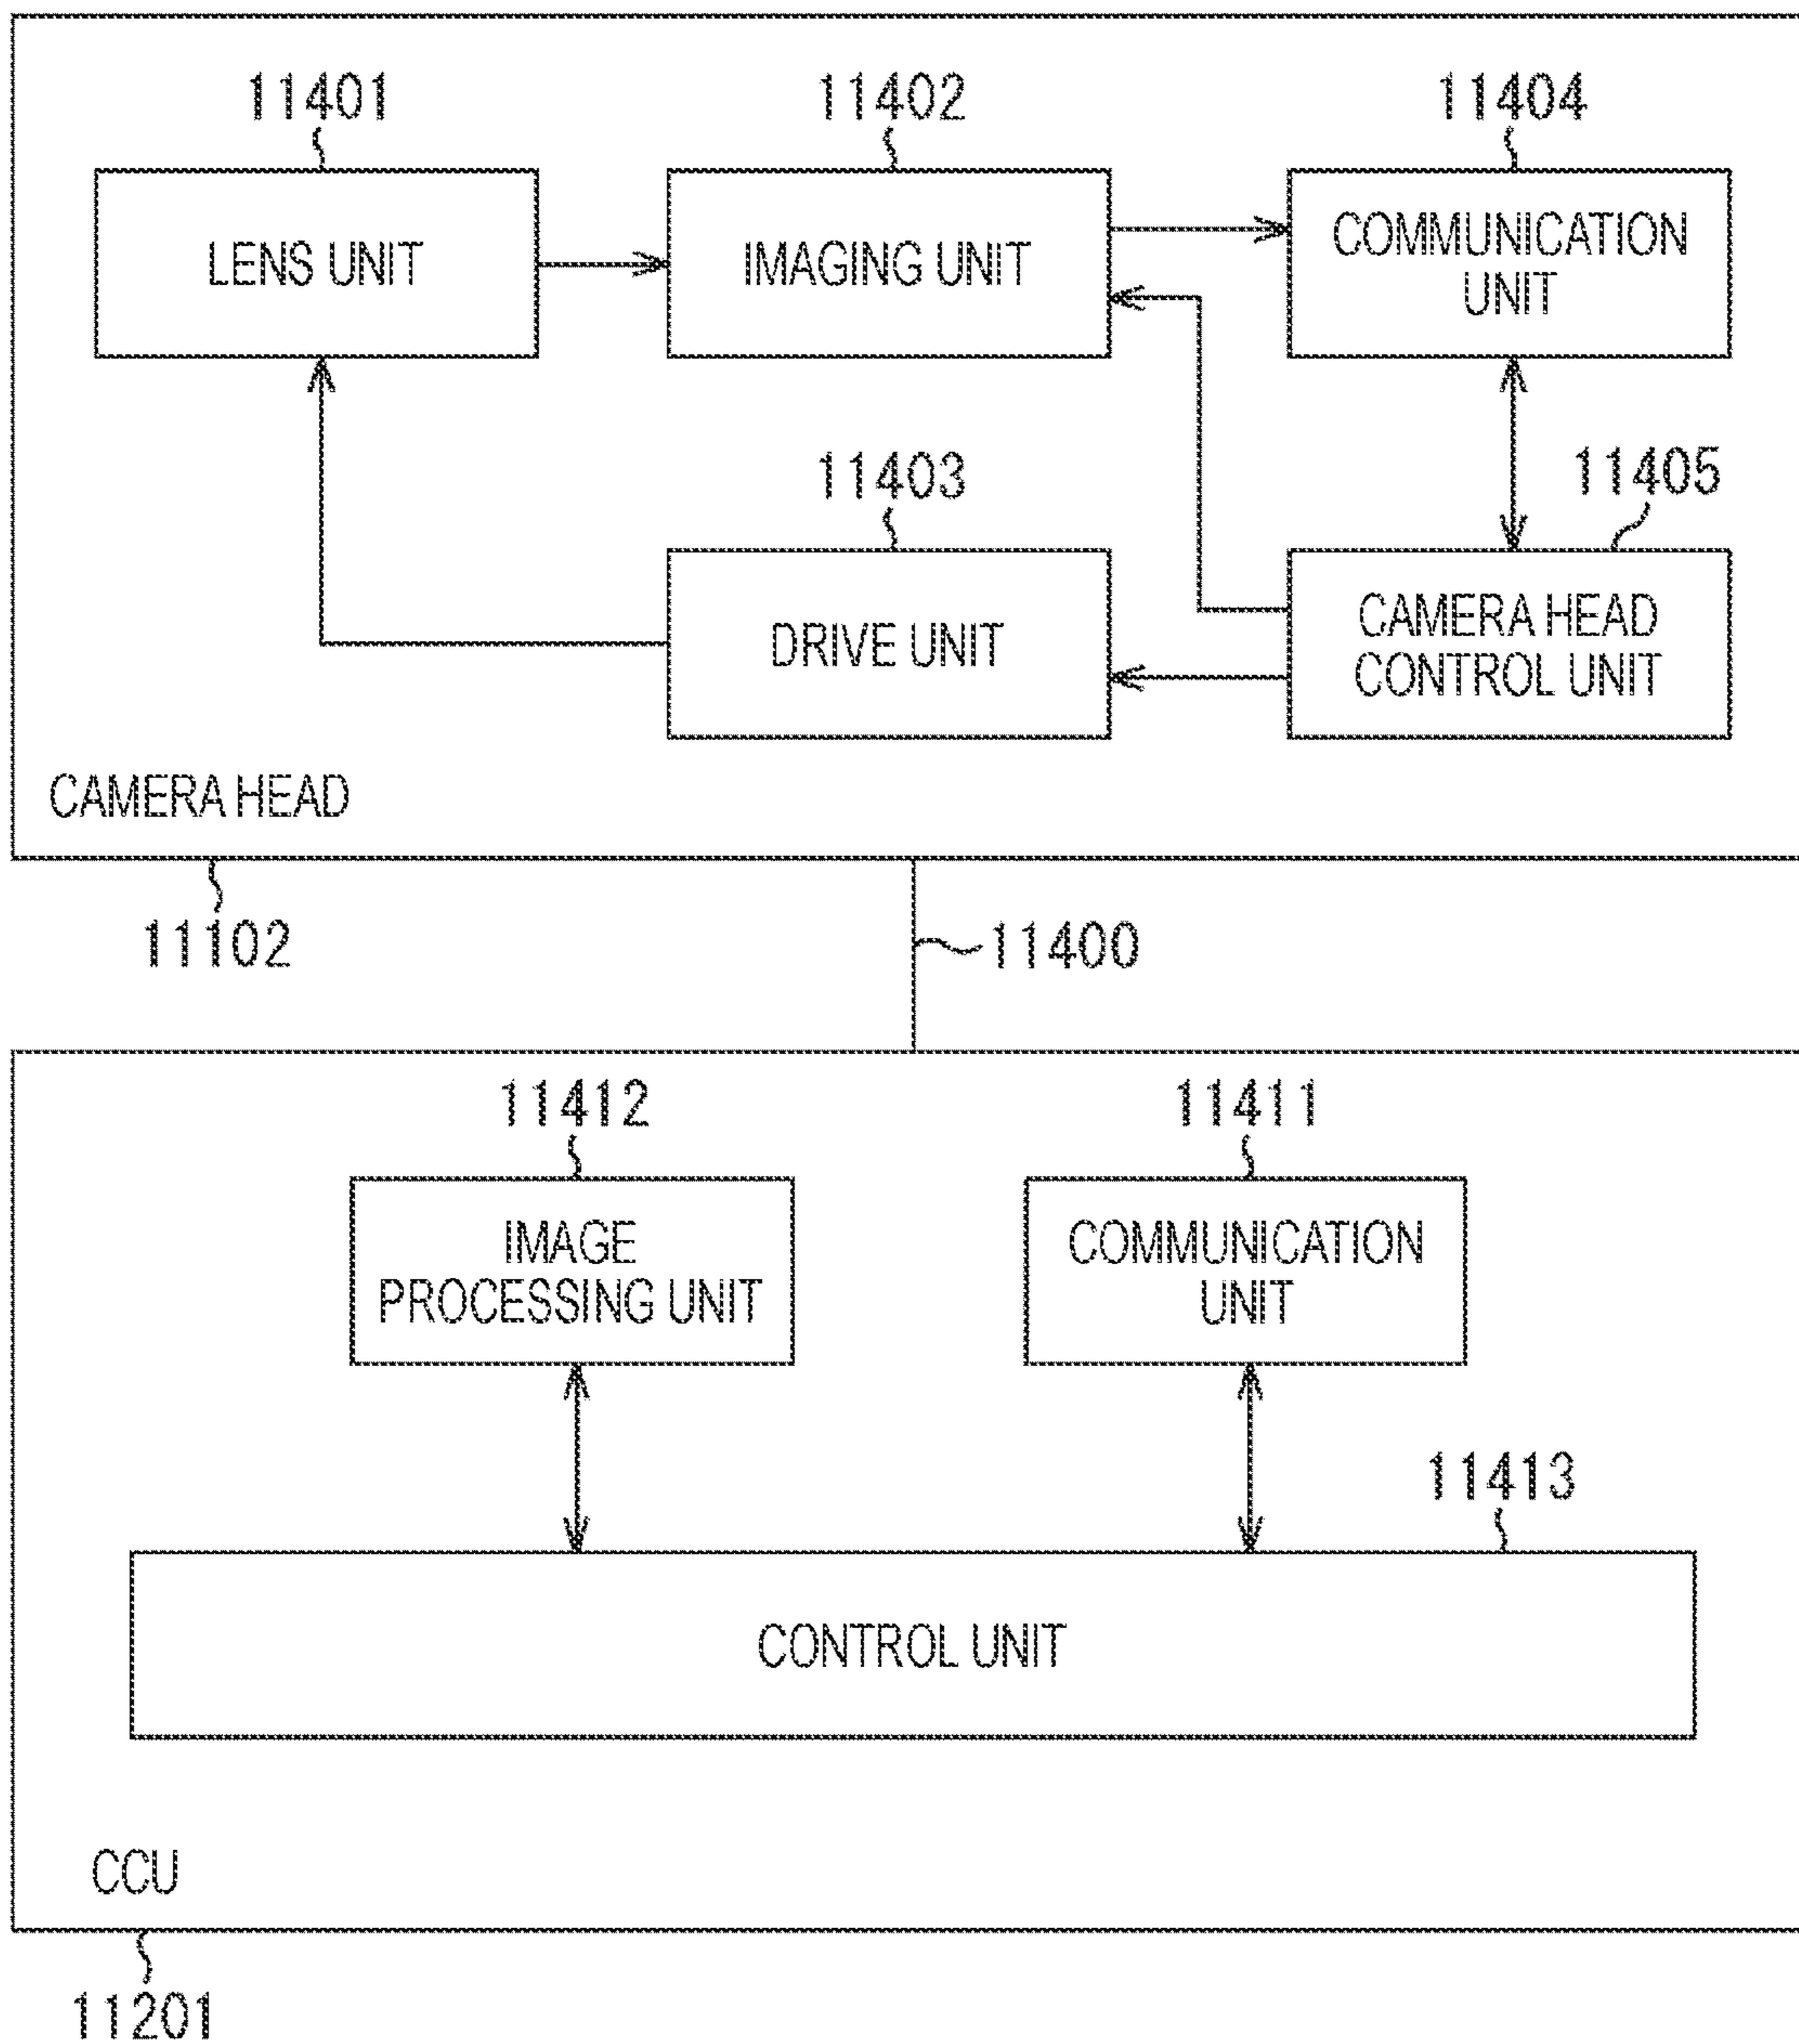 11401
11402
11404
LENS UNIT
IMAGING UNIT
COMMUNICATION
UNIT
11403
11405
DRIVE UNIT
CAMERA HEAD
CONTROL UNIT
CAMERA HEAD
11102
11400
11412
11411
IMAGE
PROCESSING UNIT
COMMUNICATION
UNIT
11413
CONTROL UNIT
CCU
11201